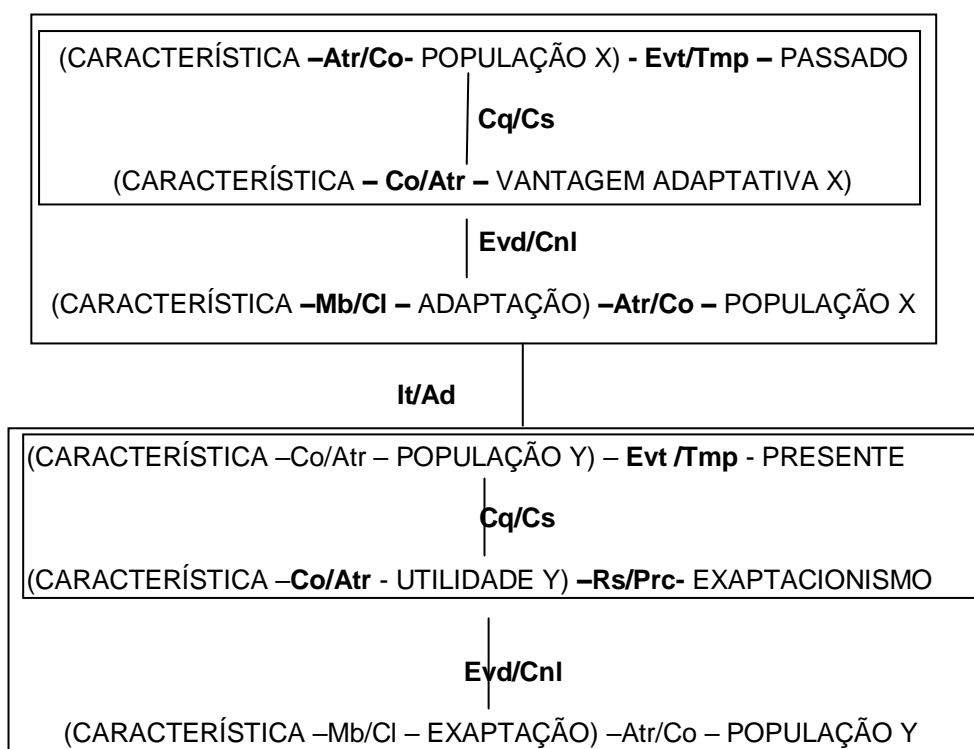 (CARACTERÍSTICA –Atr/Co- POPULAÇÃO X) - Evt/Tmp – PASSADO
Cq/Cs
(CARACTERÍSTICA – Co/Atr – VANTAGEM ADAPTATIVA X)
Evd/Cnl
(CARACTERÍSTICA –Mb/Cl – ADAPTAÇÃO) –Atr/Co – POPULAÇÃO X
It/Ad
(CARACTERÍSTICA –Co/Atr – POPULAÇÃO Y) – Evt /Tmp - PRESENTE
Cq/Cs
(CARACTERÍSTICA –Co/Atr - UTILIDADE Y) –Rs/Prc- EXAPTACIONISMO
Evd/Cnl
(CARACTERÍSTICA –Mb/Cl – EXAPTAÇÃO) –Atr/Co – POPULAÇÃO Y